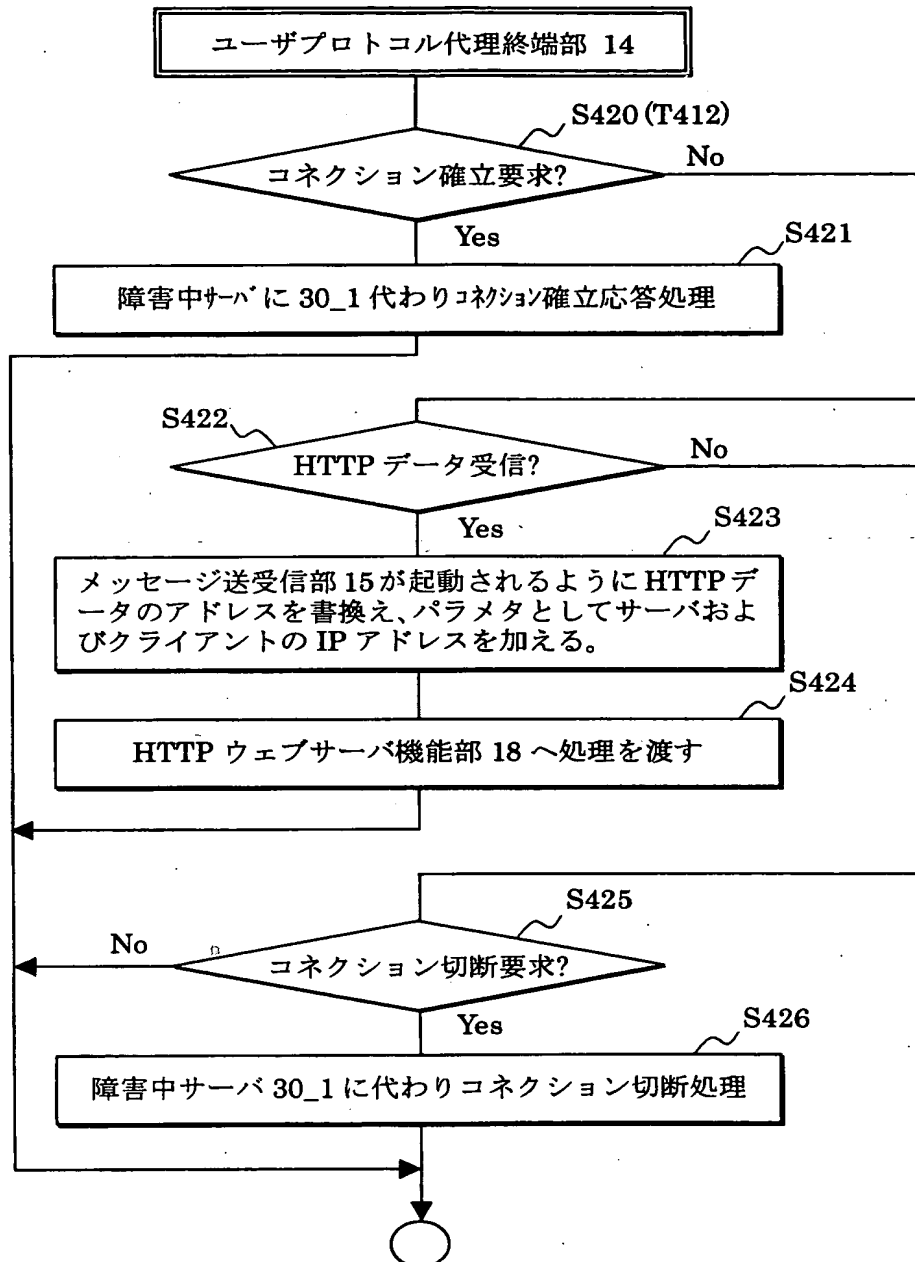 ユーザプロトコル代理終端部 14
S420 (T412)
コネクション確立要求?
No
Yes
S421
障害中ｻｰﾊﾞに 30_1 代わりｺﾈｸｼｮﾝ確立応答処理
S422
HTTP データ受信?
No
Yes
S423
メッセージ送受信部 15 が起動されるように HTTP デ
ータのアドレスを書換え、パラメタとしてサーバおよ
びクライアントの IP アドレスを加える。
S424
HTTP ウェブサーバ機能部 18 へ処理を渡す
S425
No
コネクション切断要求?
Yes
S426
障害中サーバ 30_1 に代わりコネクション切断処理